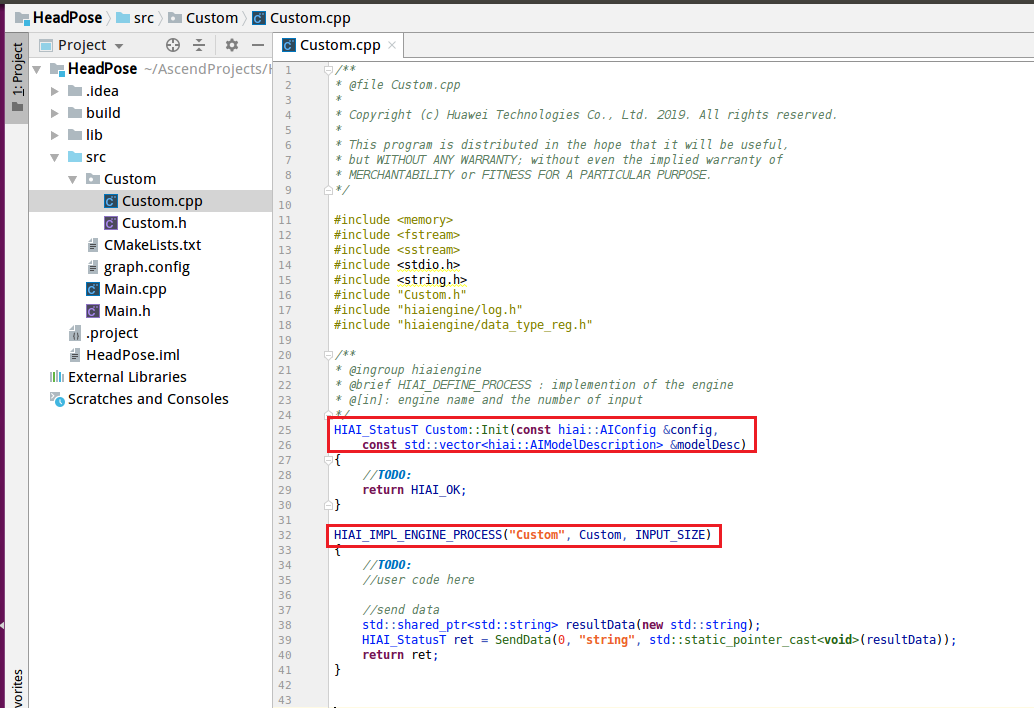 HeadPose src Custom Custom.cpp
1: Project
vorites
Project
HeadPose ~/AscendProjects/H
.idea
build
lib
src
Custom
Custom.cpp
Custom.h
CMakeLists.txt
graph.config
Main.cpp
Main.h
.project
HeadPose.iml
External Libraries
Scratches and Consoles
Custom.cpp
1 /**
2 * @file Custom.cpp
3 *
4 * Copyright (c) Huawei Technologies Co., Ltd. 2019. All rights reserved.
5 *
6 * This program is distributed in the hope that it will be useful,
7 * but WITHOUT ANY WARRANTY; without even the implied warranty of
8 * MERCHANTABILITY or FITNESS FOR A PARTICULAR PURPOSE.
9 */
10
11 #include <memory>
12 #include <fstream>
13 #include <sstream>
14 #include <stdio.h>
15 #include <string.h>
16 #include "Custom.h"
17 #include "hiaiengine/log.h"
18 #include "hiaiengine/data_type_reg.h"
19
20 /**
21 * @ingroup hiaiengine
22 * @brief HIAI_DEFINE_PROCESS : implemention of the engine
23 * @[in]: engine name and the number of input
24 */
25 HIAI_StatusT Custom::Init(const hiai::AIConfig &config,
26 const std::vector<hiai::AIModelDescription> &modelDesc)
27 {
28 //TODO:
29 return HIAI_OK;
30 }
31
32 HIAI_IMPL_ENGINE_PROCESS("Custom", Custom, INPUT_SIZE)
33 {
34 //TODO:
35 //user code here
36
37 //send data
38 std::shared_ptr<std::string> resultData(new std::string);
39 HIAI_StatusT ret = SendData(0, "string", std::static_pointer_cast<void>(resultData));
40 return ret;
41 }
42
43